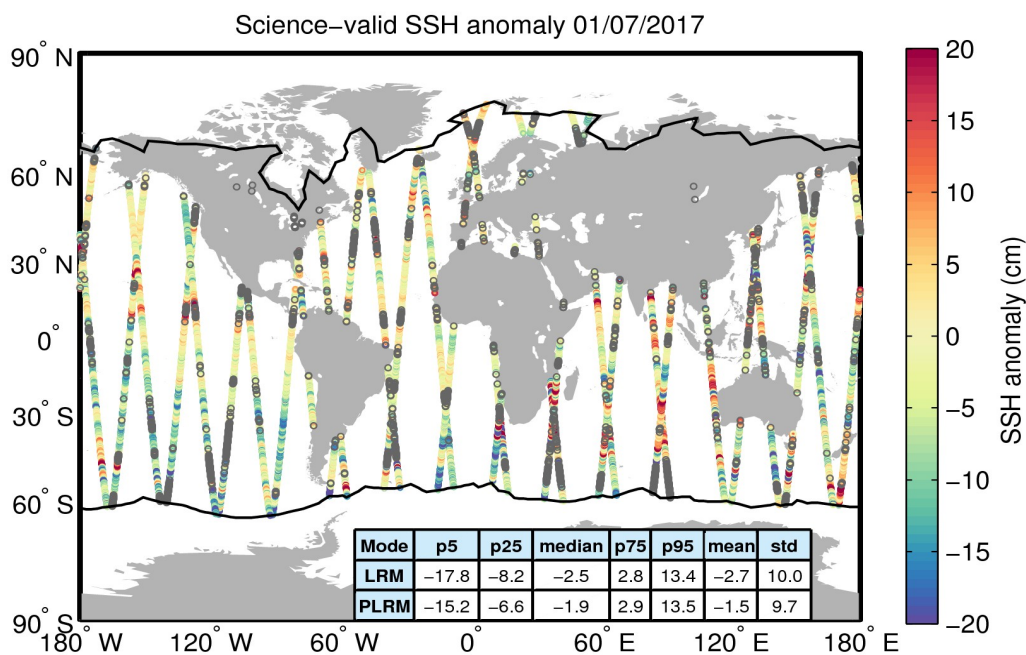 Science−valid SSH anomaly 01/07/2017
90° N
60° N
30° N
0°
30° S
60° S
90° S
180° W
120° W
60° W
0°
60° E
120° E
180° E
Mode p5 p25 median p75 p95 mean std
LRM −17.8 −8.2 −2.5 2.8 13.4 −2.7 10.0
PLRM −15.2 −6.6 −1.9 2.9 13.5 −1.5 9.7
20
15
10
5
0
−5
−10
−15
−20
SSH anomaly (cm)